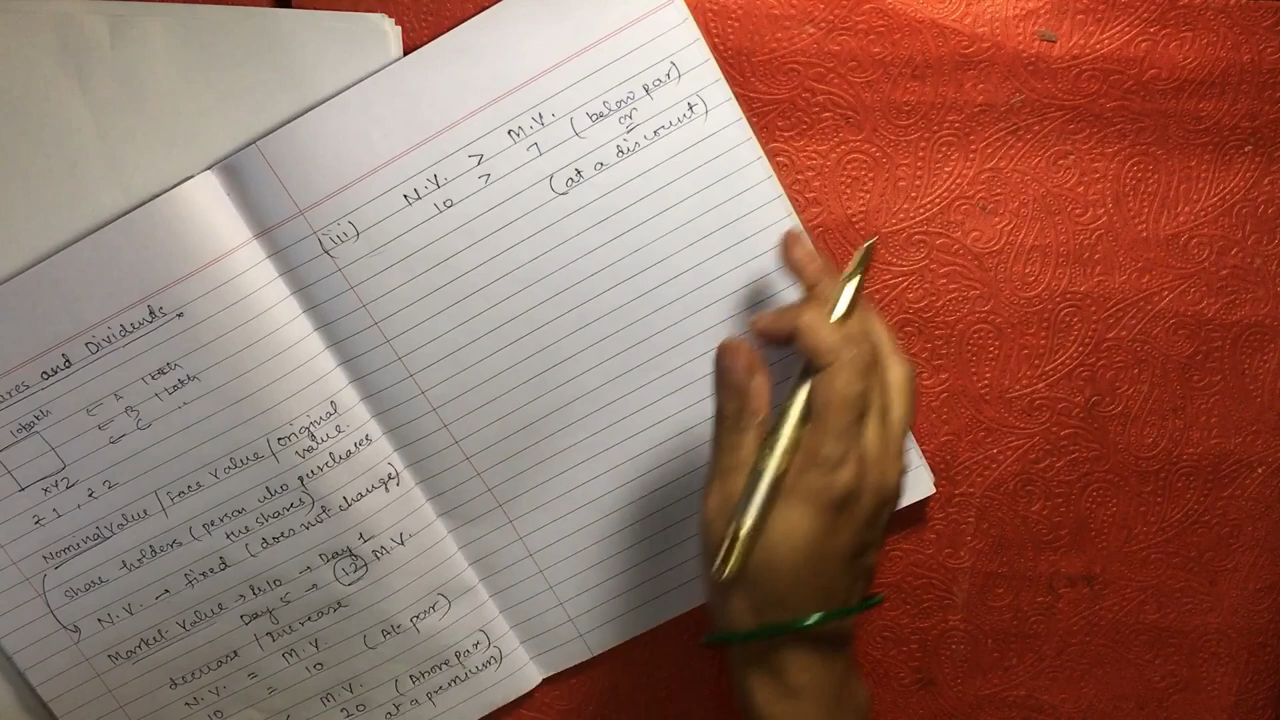 Shares and Dividends
10 lakh
← A 1 lakh
← B 1 lakh
← C "
XYZ
₹ 1, ₹ 2
Nominal Value / Face Value / Original Value.
Share holders (person who purchases the shares)
N.V. → fixed (does not change)
Market Value → Rs 10 → Day 1
Day 5 → 12 M.V.
decrease / Increase
N.V. = M.V.
10 = 10 (At par)
M.V.
20 (Above par)
at a premium)
(iii) N.V. > M.V.
10 > 7 (below par)
or
(at a discount)